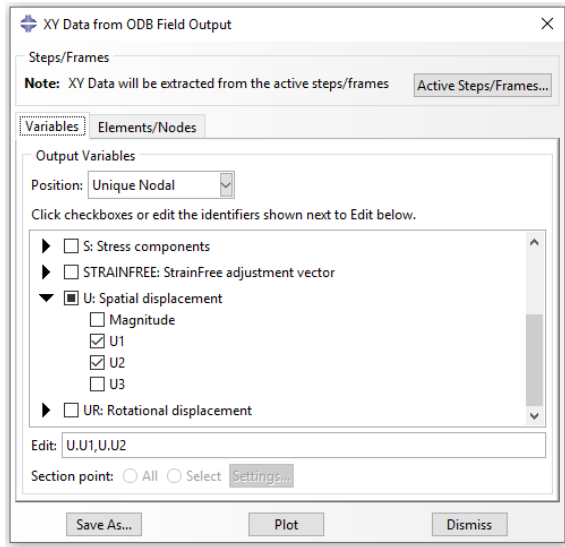 XY Data from ODB Field Output
Steps/Frames
Note: XY Data will be extracted from the active steps/frames Active Steps/Frames...
Variables Elements/Nodes
Output Variables
Position: Unique Nodal
Click checkboxes or edit the identifiers shown next to Edit below.
S: Stress components
STRAINFREE: StrainFree adjustment vector
U: Spatial displacement
Magnitude
U1
U2
U3
UR: Rotational displacement
Edit: U.U1,U.U2
Section point: All Select Settings...
Save As... Plot Dismiss